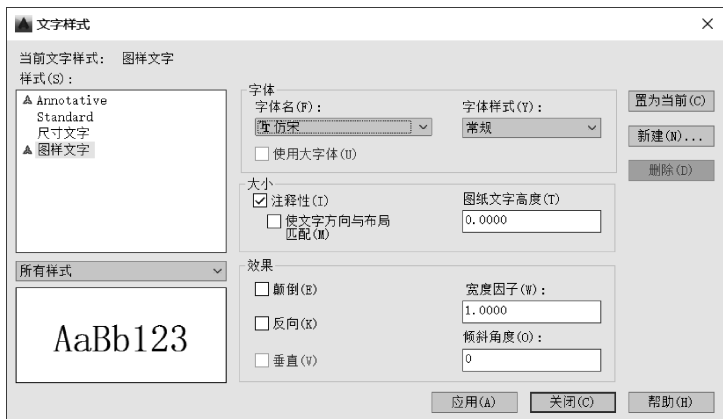 文字样式
当前文字样式: 图样文字
样式(S):
Annotative
Standard
尺寸文字
图样文字
所有样式
AaBb123
字体
字体名(F):
仿宋
使用大字体(U)
字体样式(Y):
常规
大小
注释性(I)
使文字方向与布局
匹配(M)
图纸文字高度(T)
0.0000
效果
颠倒(E)
反向(K)
垂直(V)
宽度因子(W):
1.0000
倾斜角度(O):
0
置为当前(C)
新建(N)...
删除(D)
应用(A)
关闭(C)
帮助(H)